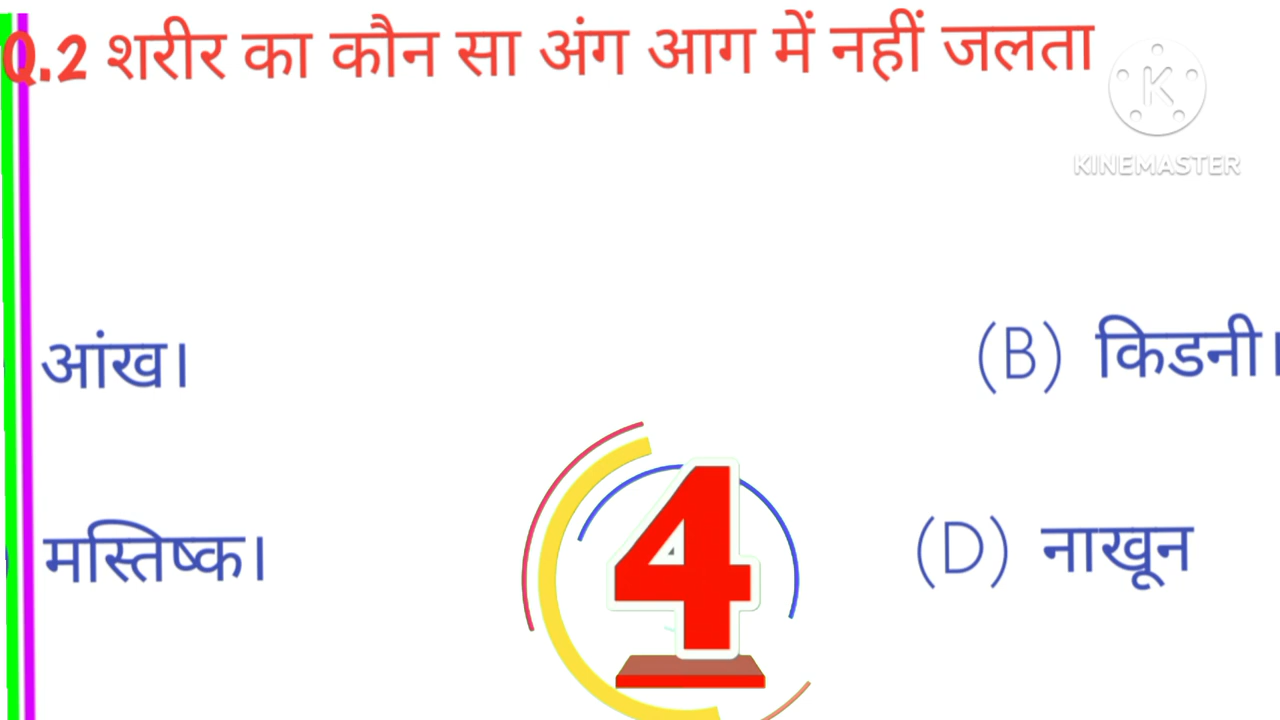 Q.2 शरीर का कौन सा अंग आग में नहीं जलता
K
KINEMASTER
आंख।
(B) किडनी।
मस्तिष्क।
(D) नाखून
4